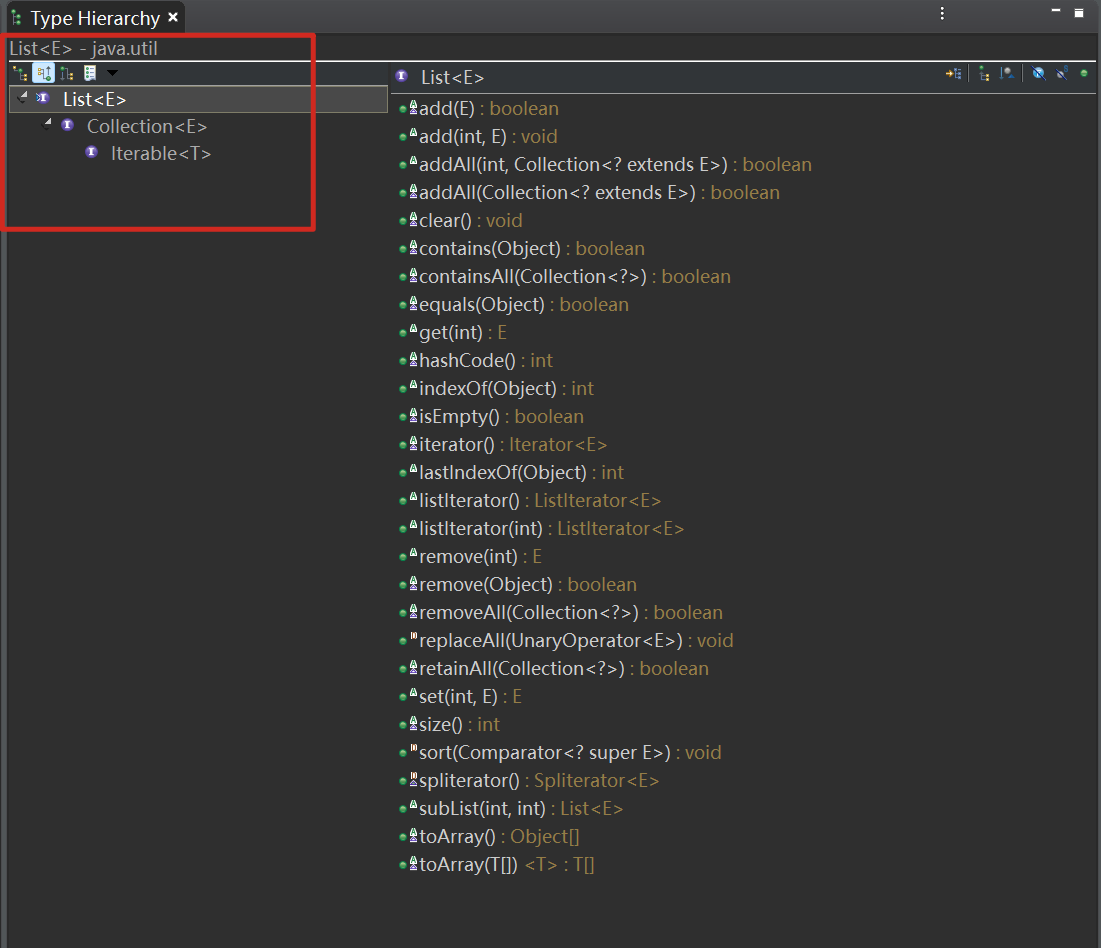 Type Hierarchy
List<E> - java.util
List<E>
Collection<E>
Iterable<T>
List<E>
add(E) : boolean
add(int, E) : void
addAll(int, Collection<? extends E>) : boolean
addAll(Collection<? extends E>) : boolean
clear() : void
contains(Object) : boolean
containsAll(Collection<?>) : boolean
equals(Object) : boolean
get(int) : E
hashCode() : int
indexOf(Object) : int
isEmpty() : boolean
iterator() : Iterator<E>
lastIndexOf(Object) : int
listIterator() : ListIterator<E>
listIterator(int) : ListIterator<E>
remove(int) : E
remove(Object) : boolean
removeAll(Collection<?>) : boolean
replaceAll(UnaryOperator<E>) : void
retainAll(Collection<?>) : boolean
set(int, E) : E
size() : int
sort(Comparator<? super E>) : void
spliterator() : Spliterator<E>
subList(int, int) : List<E>
toArray() : Object[]
toArray(T[]) <T> : T[]